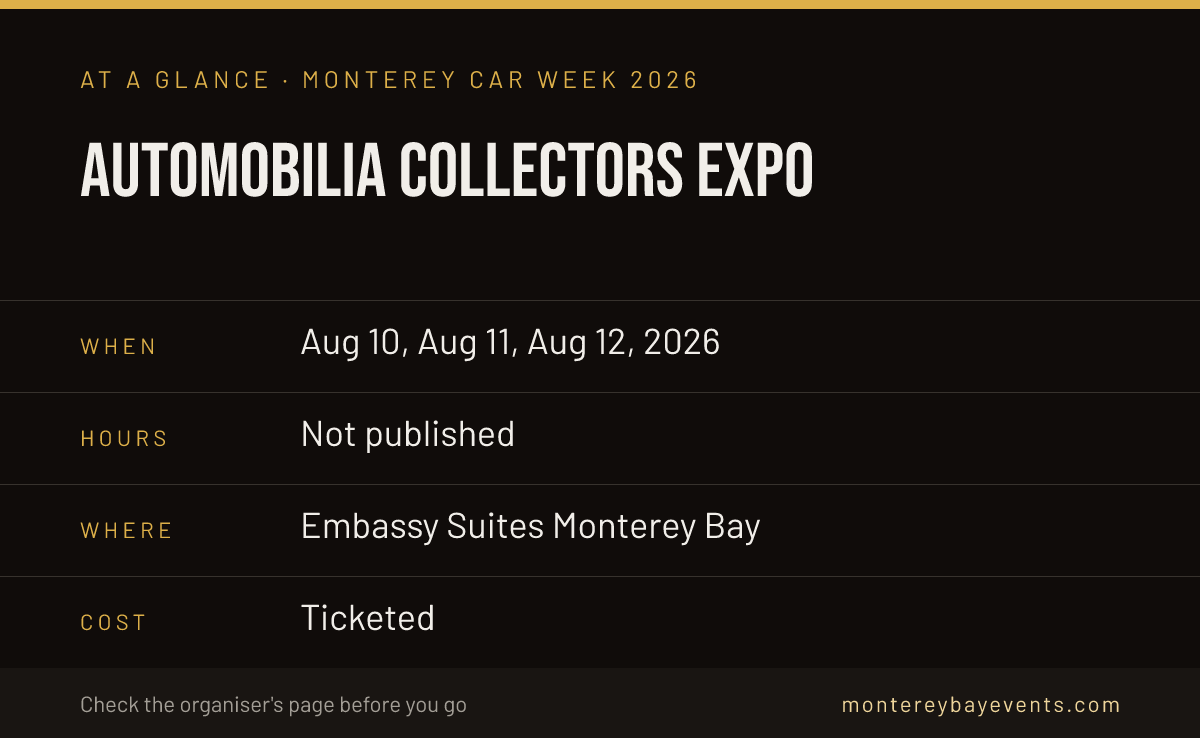 AT A GLANCE · MONTEREY CAR WEEK 2026
AUTOMOBILIA COLLECTORS EXPO
WHEN Aug 10, Aug 11, Aug 12, 2026
HOURS Not published
WHERE Embassy Suites Monterey Bay
COST Ticketed
Check the organiser's page before you go montereybayevents.com